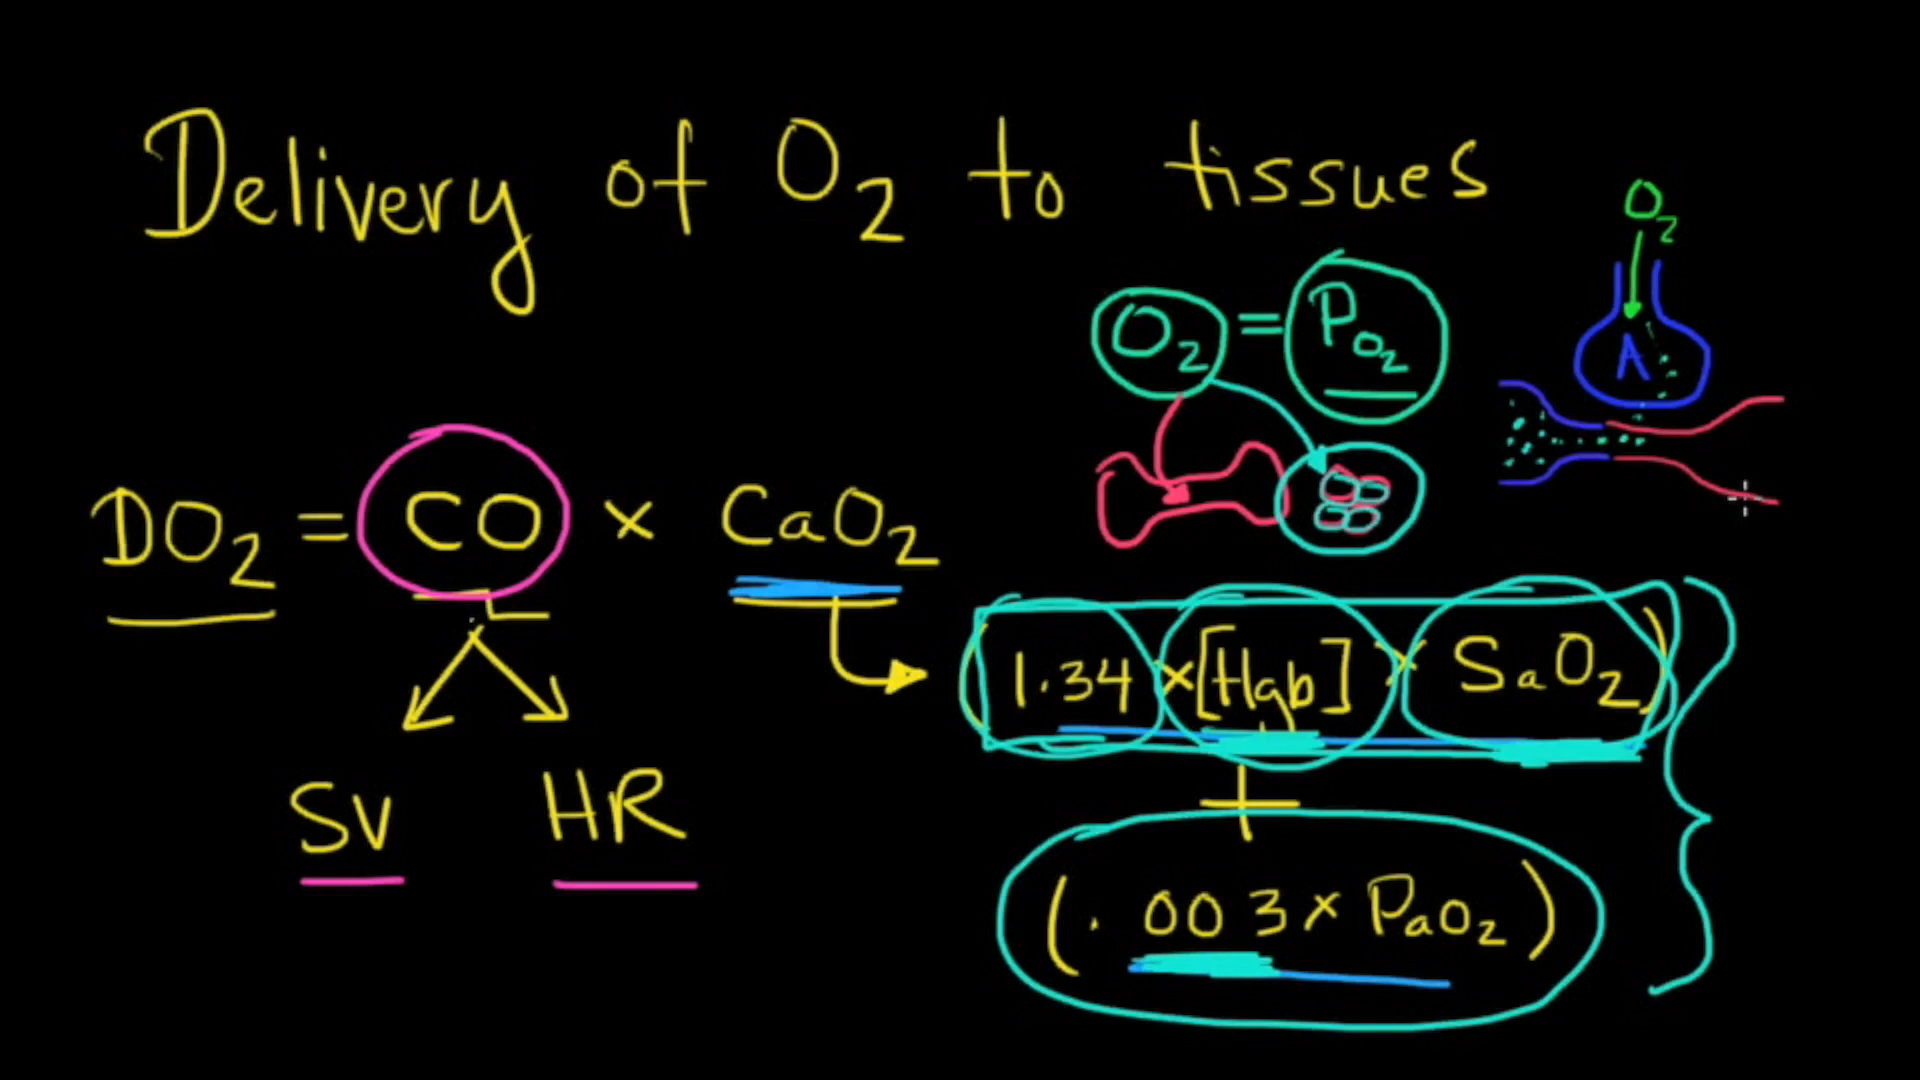 Delivery of O2 to tissues
O2
O2 = PO2
A
DO2 = CO × CaO2
(1.34 × [Hgb] × SaO2)
+
SV HR
(.003 × PaO2)